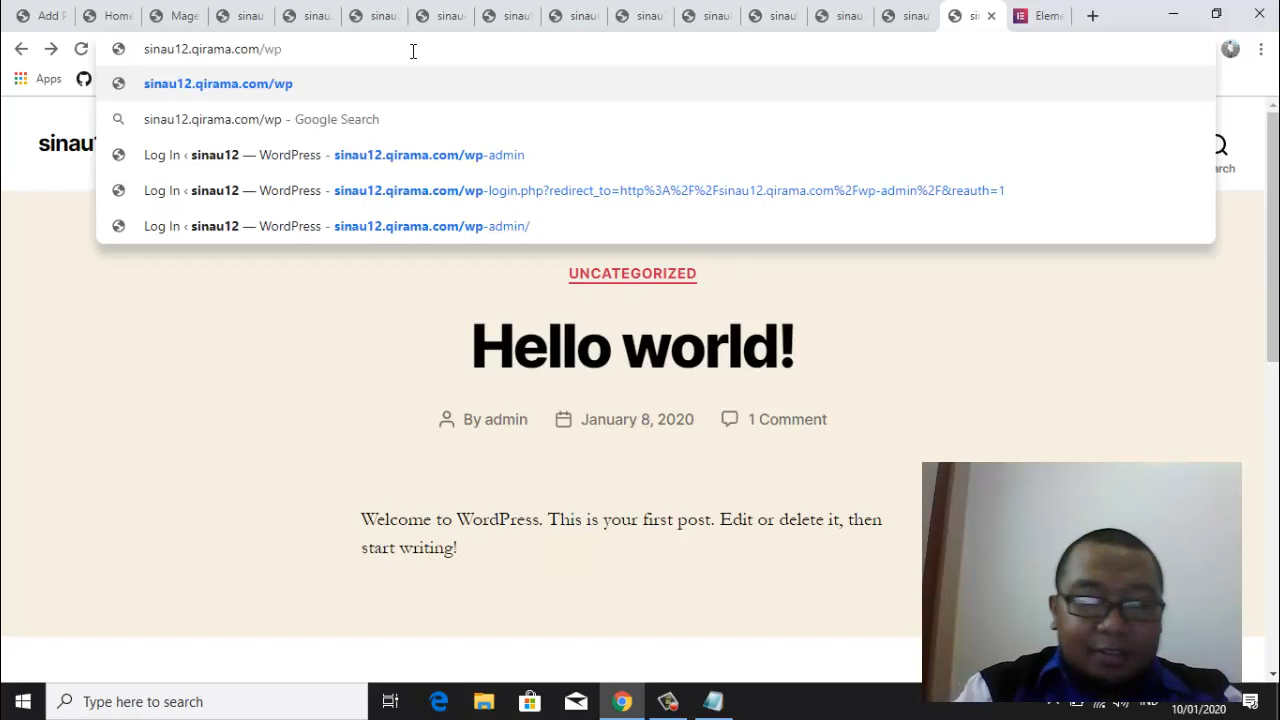 Add P
Home
Mage
sinau
sinau
sinau
sinau
sinau
sinau
sinau
sinau
sinau
sinau
sinau
si
Eleme
sinau12.qirama.com/wp
sinau12.qirama.com/wp
Apps
sinau12.qirama.com/wp - Google Search
Log In ‹ sinau12 — WordPress - sinau12.qirama.com/wp-admin
Log In ‹ sinau12 — WordPress - sinau12.qirama.com/wp-login.php?redirect_to=http%3A%2F%2Fsinau12.qirama.com%2Fwp-admin%2F&reauth=1
Log In ‹ sinau12 — WordPress - sinau12.qirama.com/wp-admin/
UNCATEGORIZED
Hello world!
By admin
January 8, 2020
1 Comment
Welcome to WordPress. This is your first post. Edit or delete it, then
start writing!
Type here to search
10/01/2020